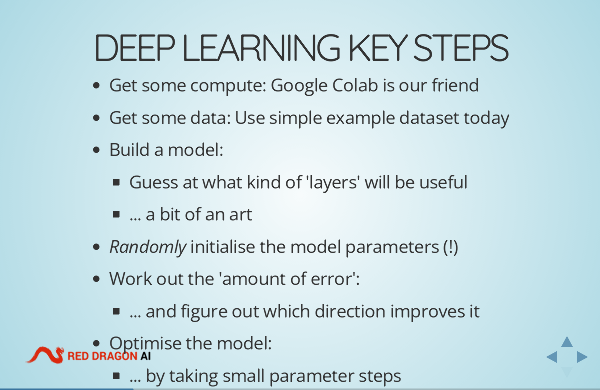 DEEP LEARNING KEY STEPS
• Get some compute: Google Colab is our friend
• Get some data: Use simple example dataset today
• Build a model:
▪ Guess at what kind of 'layers' will be useful
▪ ... a bit of an art
• Randomly initialise the model parameters (!)
• Work out the 'amount of error':
▪ ... and figure out which direction improves it
• Optimise the model:
RED DRAGON AI
▪ ... by taking small parameter steps